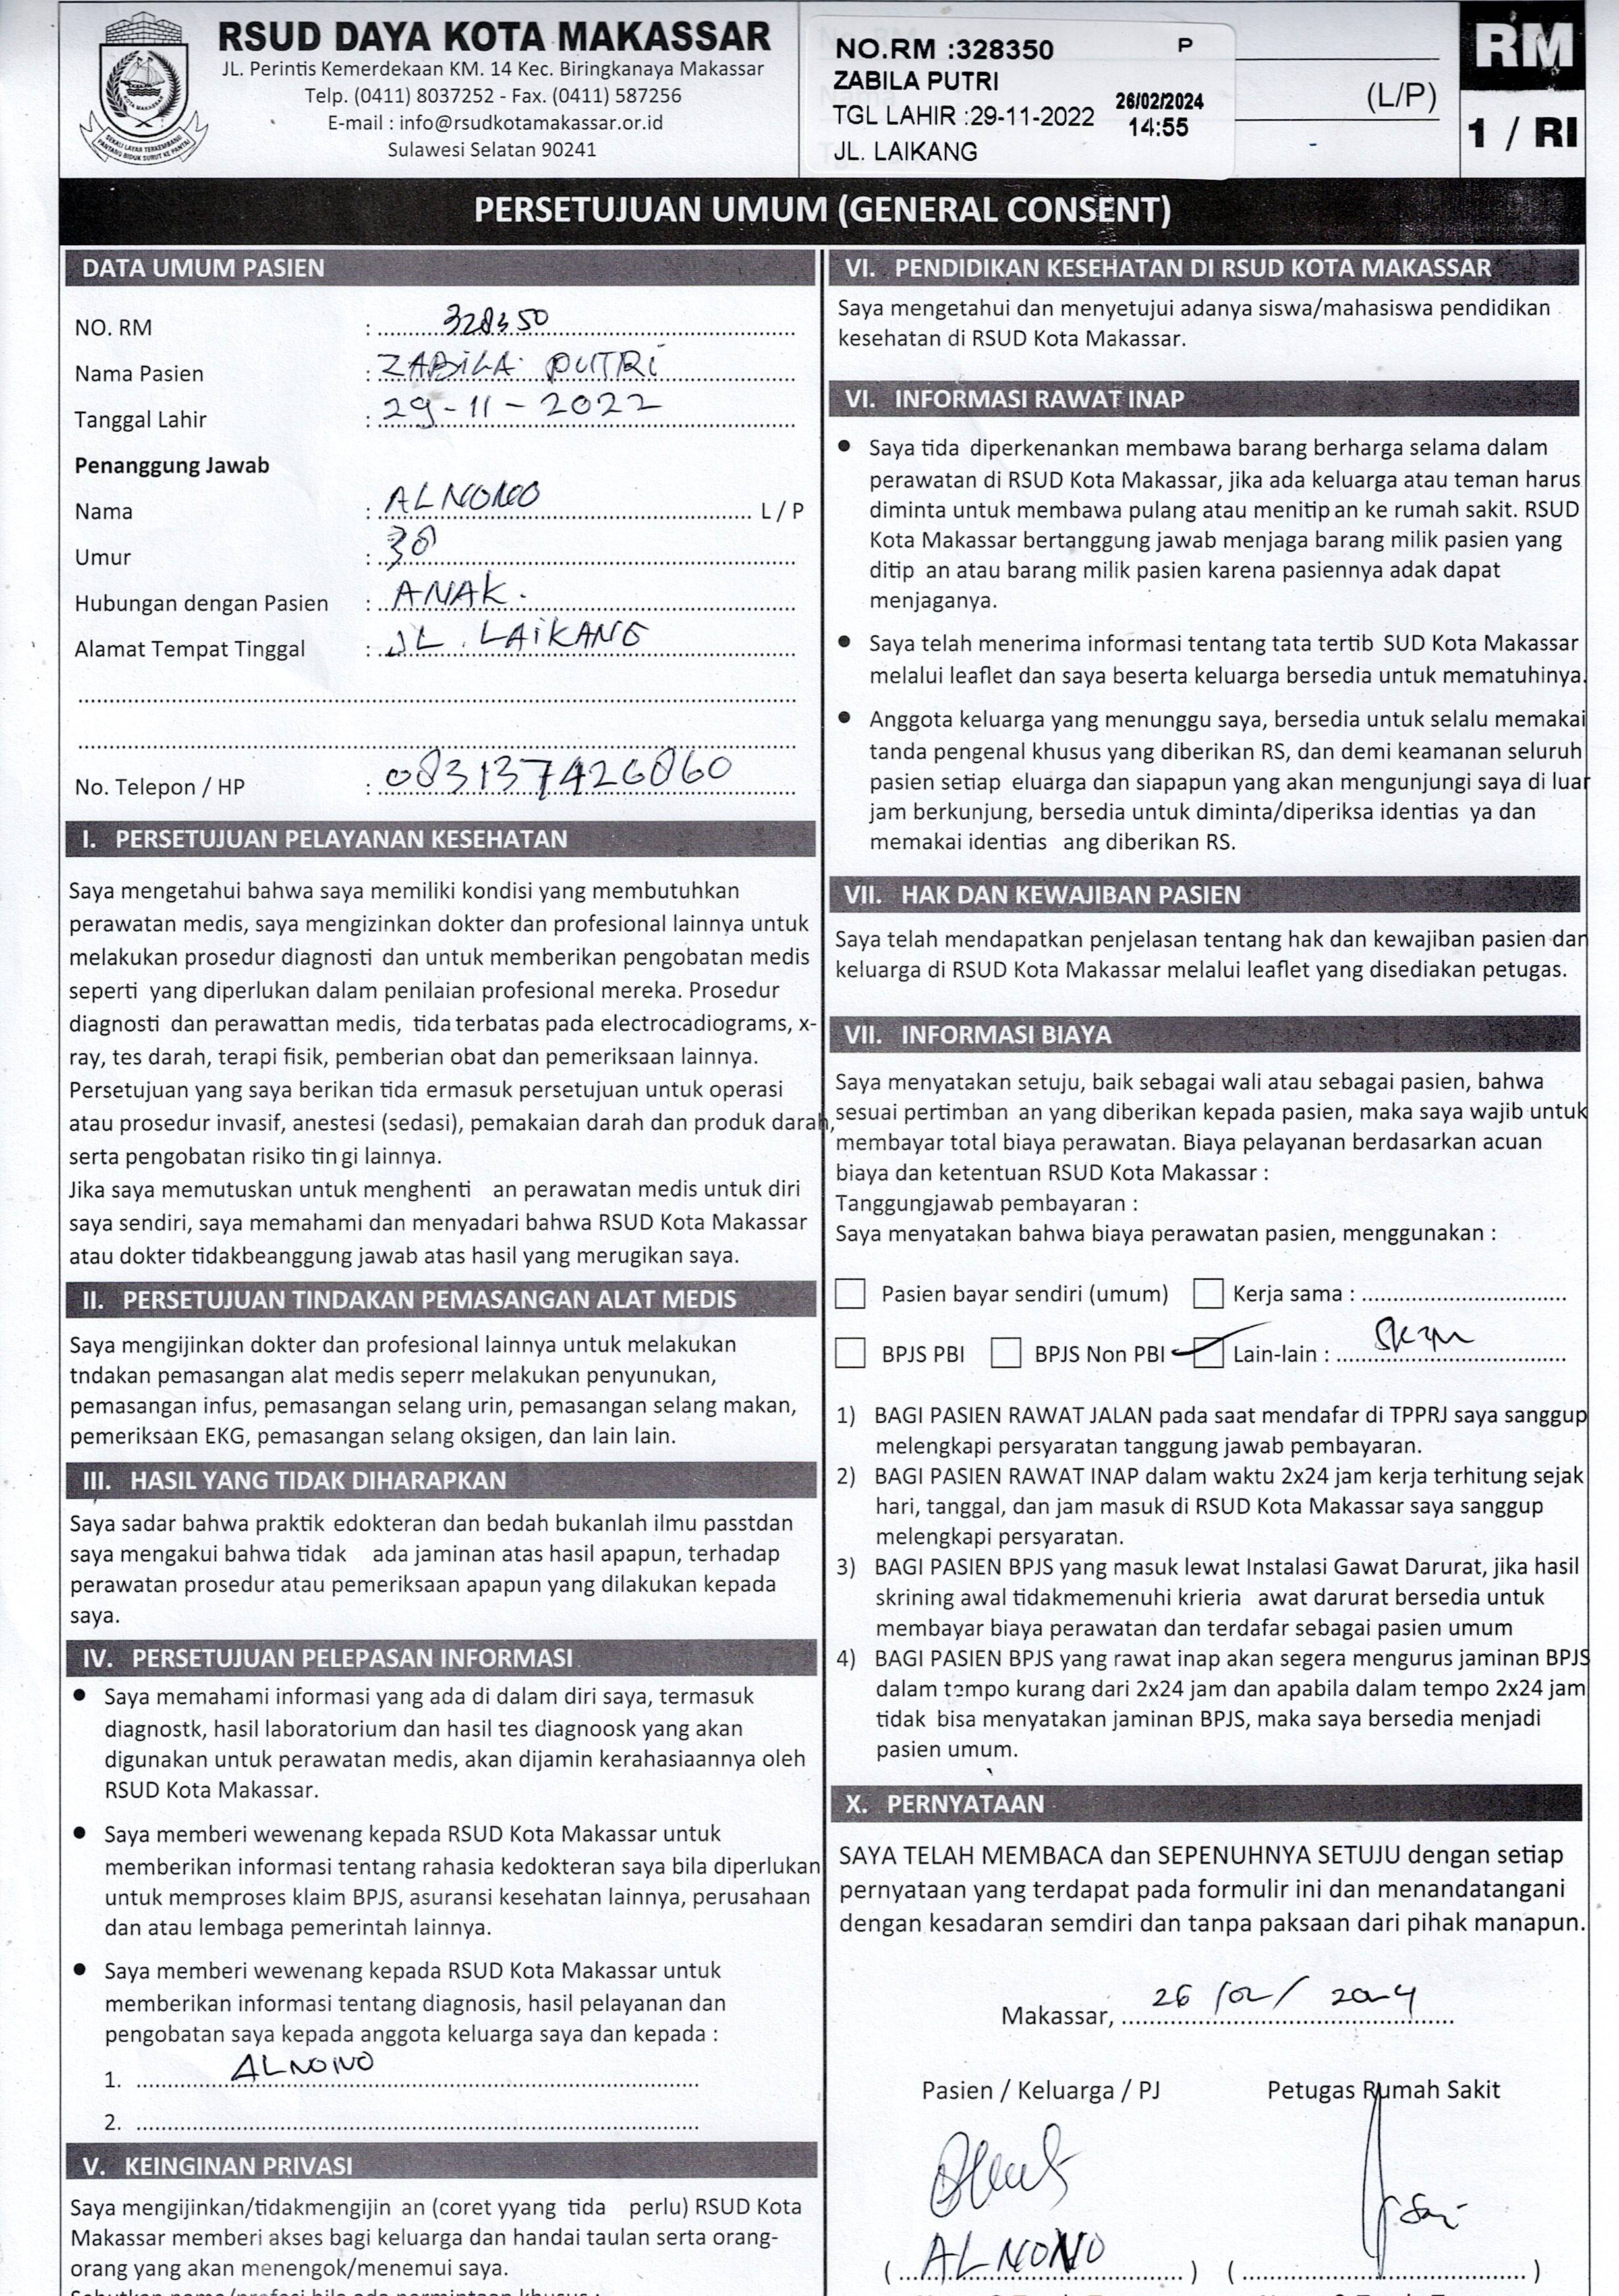 RSUD DAYA KOTA MAKASSAR
JL. Perintis Kemerdekaan KM. 14 Kec. Biringkanaya Makassar
Telp. (0411) 8037252 - Fax. (0411) 587256
E-mail : info@rsudkotamakassar.or.id
Sulawesi Selatan 90241
NO.RM :328350 P
ZABILA PUTRI
TGL LAHIR :29-11-2022
26/02/2024
14:55
JL. LAIKANG
(L/P)
RM
1 / RI
PERSETUJUAN UMUM (GENERAL CONSENT)
DATA UMUM PASIEN
NO. RM : 328350
Nama Pasien : ZABILA PUTRI
Tanggal Lahir : 29-11-2022
Penanggung Jawab
Nama : ALNONO L / P
Umur : 30
Hubungan dengan Pasien : ANAK.
Alamat Tempat Tinggal : JL. LAIKANG
No. Telepon / HP : 083137426860
I. PERSETUJUAN PELAYANAN KESEHATAN
Saya mengetahui bahwa saya memiliki kondisi yang membutuhkan
perawatan medis, saya mengizinkan dokter dan profesional lainnya untuk
melakukan prosedur diagnosti dan untuk memberikan pengobatan medis
seperti yang diperlukan dalam penilaian profesional mereka. Prosedur
diagnosti dan perawattan medis, tida terbatas pada electrocadiograms, x-
ray, tes darah, terapi fisik, pemberian obat dan pemeriksaan lainnya.
Persetujuan yang saya berikan tida ermasuk persetujuan untuk operasi
atau prosedur invasif, anestesi (sedasi), pemakaian darah dan produk darah,
serta pengobatan risiko tin gi lainnya.
Jika saya memutuskan untuk menghenti an perawatan medis untuk diri
saya sendiri, saya memahami dan menyadari bahwa RSUD Kota Makassar
atau dokter tidakbeanggung jawab atas hasil yang merugikan saya.
II. PERSETUJUAN TINDAKAN PEMASANGAN ALAT MEDIS
Saya mengijinkan dokter dan profesional lainnya untuk melakukan
tndakan pemasangan alat medis seperr melakukan penyunukan,
pemasangan infus, pemasangan selang urin, pemasangan selang makan,
pemeriksaan EKG, pemasangan selang oksigen, dan lain lain.
III. HASIL YANG TIDAK DIHARAPKAN
Saya sadar bahwa praktik edokteran dan bedah bukanlah ilmu passtdan
saya mengakui bahwa tidak ada jaminan atas hasil apapun, terhadap
perawatan prosedur atau pemeriksaan apapun yang dilakukan kepada
saya.
IV. PERSETUJUAN PELEPASAN INFORMASI
• Saya memahami informasi yang ada di dalam diri saya, termasuk
diagnostk, hasil laboratorium dan hasil tes diagnoosk yang akan
digunakan untuk perawatan medis, akan dijamin kerahasiaannya oleh
RSUD Kota Makassar.
• Saya memberi wewenang kepada RSUD Kota Makassar untuk
memberikan informasi tentang rahasia kedokteran saya bila diperlukan
untuk memproses klaim BPJS, asuransi kesehatan lainnya, perusahaan
dan atau lembaga pemerintah lainnya.
• Saya memberi wewenang kepada RSUD Kota Makassar untuk
memberikan informasi tentang diagnosis, hasil pelayanan dan
pengobatan saya kepada anggota keluarga saya dan kepada :
1. ALNONO
2.
V. KEINGINAN PRIVASI
Saya mengijinkan/tidakmengijin an (coret yyang tida perlu) RSUD Kota
Makassar memberi akses bagi keluarga dan handai taulan serta orang-
orang yang akan menengok/menemui saya.
VI. PENDIDIKAN KESEHATAN DI RSUD KOTA MAKASSAR
Saya mengetahui dan menyetujui adanya siswa/mahasiswa pendidikan
kesehatan di RSUD Kota Makassar.
VI. INFORMASI RAWAT INAP
• Saya tida diperkenankan membawa barang berharga selama dalam
perawatan di RSUD Kota Makassar, jika ada keluarga atau teman harus
diminta untuk membawa pulang atau menitip an ke rumah sakit. RSUD
Kota Makassar bertanggung jawab menjaga barang milik pasien yang
ditip an atau barang milik pasien karena pasiennya adak dapat
menjaganya.
• Saya telah menerima informasi tentang tata tertib SUD Kota Makassar
melalui leaflet dan saya beserta keluarga bersedia untuk mematuhinya.
• Anggota keluarga yang menunggu saya, bersedia untuk selalu memakai
tanda pengenal khusus yang diberikan RS, dan demi keamanan seluruh
pasien setiap eluarga dan siapapun yang akan mengunjungi saya di luar
jam berkunjung, bersedia untuk diminta/diperiksa identias ya dan
memakai identias ang diberikan RS.
VII. HAK DAN KEWAJIBAN PASIEN
Saya telah mendapatkan penjelasan tentang hak dan kewajiban pasien dan
keluarga di RSUD Kota Makassar melalui leaflet yang disediakan petugas.
VII. INFORMASI BIAYA
Saya menyatakan setuju, baik sebagai wali atau sebagai pasien, bahwa
sesuai pertimban an yang diberikan kepada pasien, maka saya wajib untuk
membayar total biaya perawatan. Biaya pelayanan berdasarkan acuan
biaya dan ketentuan RSUD Kota Makassar :
Tanggungjawab pembayaran :
Saya menyatakan bahwa biaya perawatan pasien, menggunakan :
Pasien bayar sendiri (umum) Kerja sama :
BPJS PBI BPJS Non PBI Lain-lain :
1) BAGI PASIEN RAWAT JALAN pada saat mendafar di TPPRJ saya sanggup
melengkapi persyaratan tanggung jawab pembayaran.
2) BAGI PASIEN RAWAT INAP dalam waktu 2x24 jam kerja terhitung sejak
hari, tanggal, dan jam masuk di RSUD Kota Makassar saya sanggup
melengkapi persyaratan.
3) BAGI PASIEN BPJS yang masuk lewat Instalasi Gawat Darurat, jika hasil
skrining awal tidakmemenuhi krieria awat darurat bersedia untuk
membayar biaya perawatan dan terdafar sebagai pasien umum
4) BAGI PASIEN BPJS yang rawat inap akan segera mengurus jaminan BPJS
dalam tempo kurang dari 2x24 jam dan apabila dalam tempo 2x24 jam
tidak bisa menyatakan jaminan BPJS, maka saya bersedia menjadi
pasien umum.
X. PERNYATAAN
SAYA TELAH MEMBACA dan SEPENUHNYA SETUJU dengan setiap
pernyataan yang terdapat pada formulir ini dan menandatangani
dengan kesadaran semdiri dan tanpa paksaan dari pihak manapun.
Makassar, 26/02/2024
Pasien / Keluarga / PJ Petugas Rumah Sakit
( ALNONO ) ( )